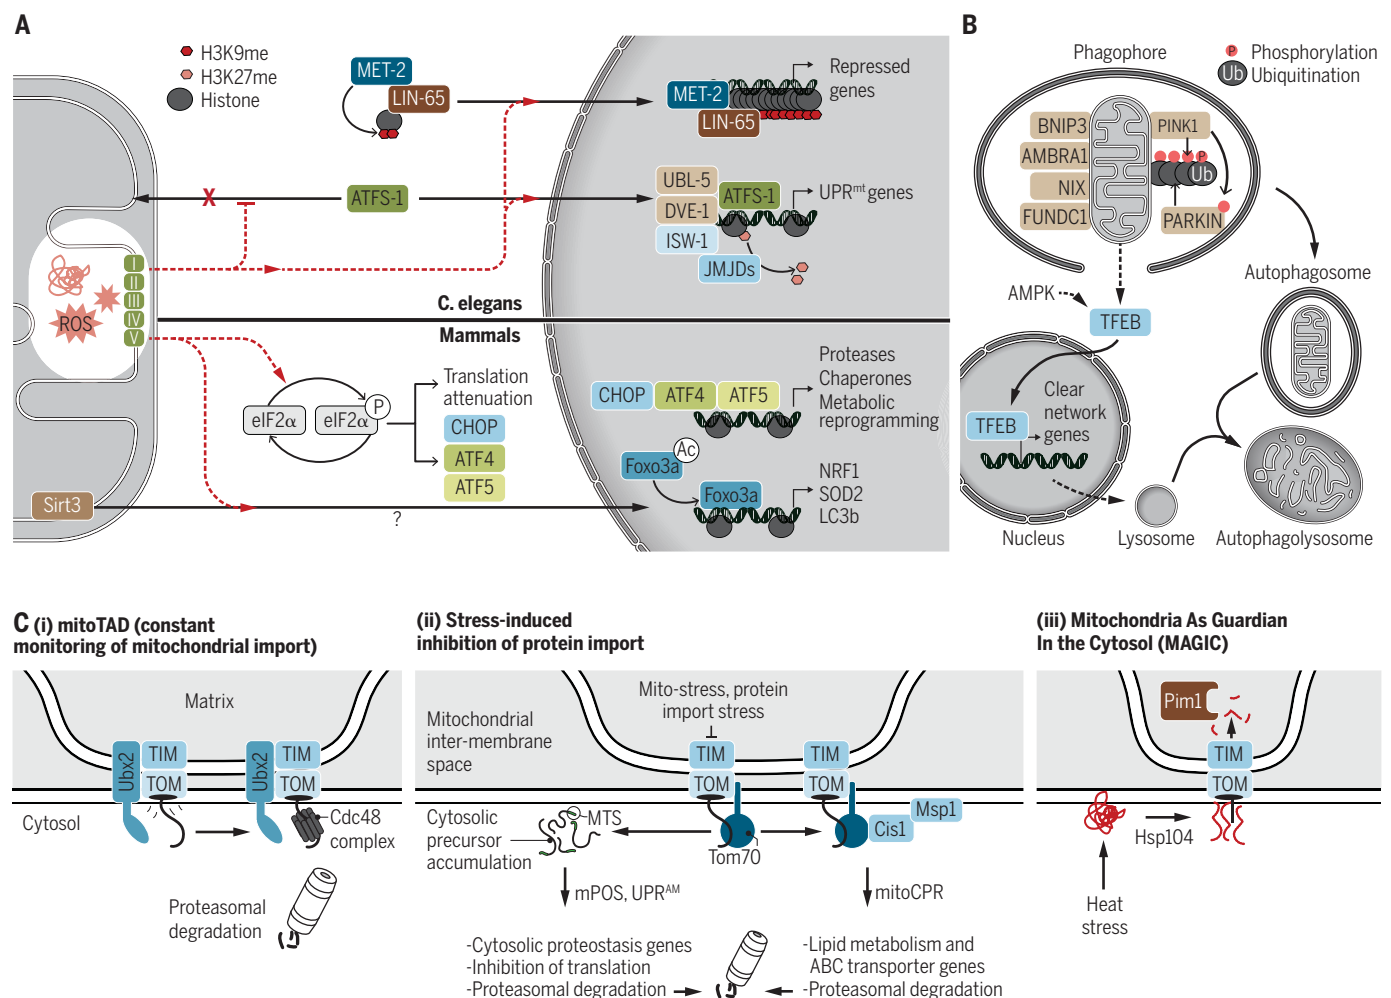 A
H3K9me
H3K27me
Histone
MET-2
LIN-65
MET-2
LIN-65
Repressed
genes
X
ATFS-1
UBL-5
DVE-1
ISW-1
ATFS-1
JMJDs
UPRmt genes
ROS
I
II
III
IV
V
C. elegans
Mammals
eIF2α
eIF2α
P
Translation
attenuation
CHOP
ATF4
ATF5
CHOP
ATF4
ATF5
Proteases
Chaperones
Metabolic
reprogramming
Sirt3
?
Foxo3a
Ac
Foxo3a
NRF1
SOD2
LC3b
B
Phagophore
P
Phosphorylation
Ub
Ubiquitination
BNIP3
AMBRA1
NIX
FUNDC1
PINK1
P
Ub
PARKIN
AMPK
TFEB
TFEB
Clear
network
genes
Nucleus
Lysosome
Autophagosome
Autophagolysosome
C (i) mitoTAD (constant
monitoring of mitochondrial import)
Matrix
Ubx2
TIM
TOM
Ubx2
TIM
TOM
Cytosol
Cdc48
complex
Proteasomal
degradation
(ii) Stress-induced
inhibition of protein import
Mito-stress, protein
import stress
Mitochondrial
inter-membrane
space
TIM
TOM
TIM
TOM
Cytosolic
precursor
accumulation
MTS
Tom70
Cis1
Msp1
mPOS, UPRAM
mitoCPR
-Cytosolic proteostasis genes
-Inhibition of translation
-Proteasomal degradation
-Lipid metabolism and
ABC transporter genes
-Proteasomal degradation
(iii) Mitochondria As Guardian
In the Cytosol (MAGIC)
Pim1
TIM
TOM
Hsp104
Heat
stress